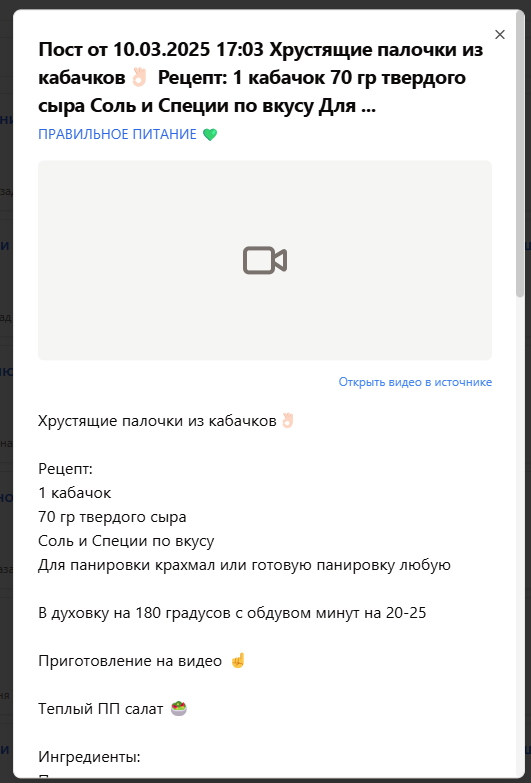 Пост от 10.03.2025 17:03 Хрустящие палочки из
кабачков👌🏻 Рецепт: 1 кабачок 70 гр твердого
сыра Соль и Специи по вкусу Для ...
ПРАВИЛЬНОЕ ПИТАНИЕ 💚
Открыть видео в источнике
Хрустящие палочки из кабачков👌🏻
Рецепт:
1 кабачок
70 гр твердого сыра
Соль и Специи по вкусу
Для панировки крахмал или готовую панировку любую
В духовку на 180 градусов с обдувом минут на 20-25
Приготовление на видео ☝️
Теплый ПП салат 🥗
Ингредиенты: